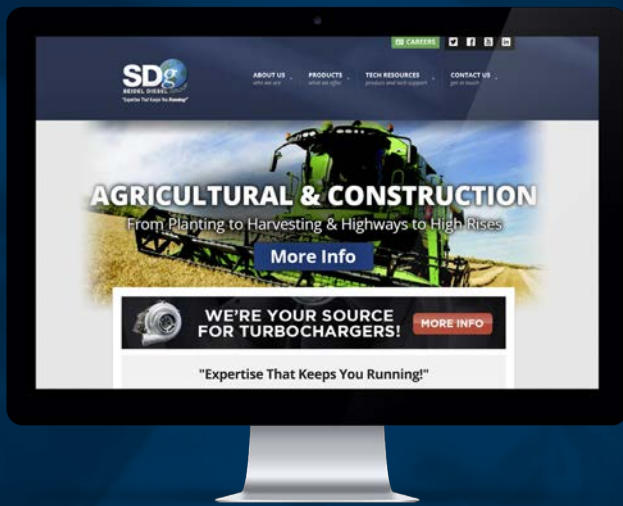 CAREERS
SDg
SEIDEL DIESEL
"Expertise That Keeps You Running!"
ABOUT US
who we are
PRODUCTS
what we offer
TECH RESOURCES
product and tech support
CONTACT US
get in touch
AGRICULTURAL & CONSTRUCTION
From Planting to Harvesting & Highways to High Rises
More Info
WE'RE YOUR SOURCE
FOR TURBOCHARGERS!
MORE INFO
"Expertise That Keeps You Running!"